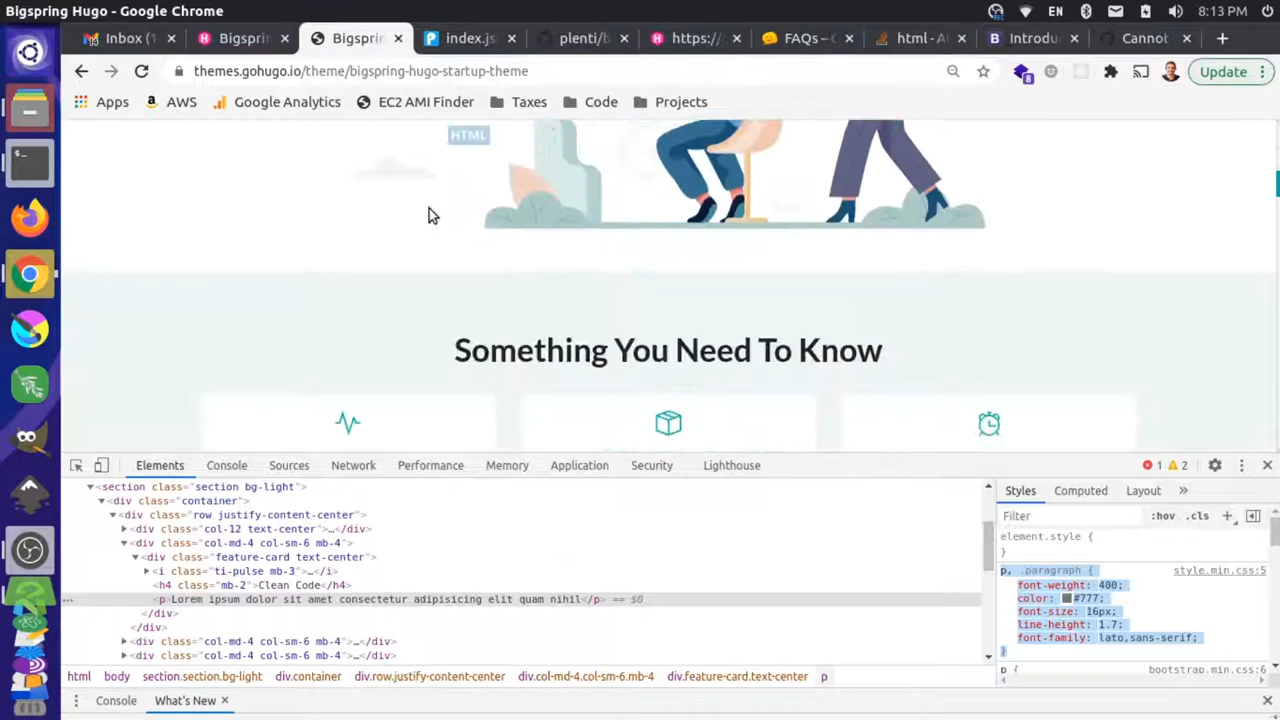 Bigspring Hugo - Google Chrome
REC EN 8:13 PM
Inbox (1 Bigsprin Bigsprin index.js plenti/b https:// FAQs – html - A Introdu Cannot
themes.gohugo.io/theme/bigspring-hugo-startup-theme 8 Update
Apps AWS Google Analytics EC2 AMI Finder Taxes Code Projects
HTML
Something You Need To Know
Elements Console Sources Network Performance Memory Application Security Lighthouse 1 2
<section class="section bg-light">
<div class="container">
<div class="row justify-content-center">
<div class="col-12 text-center">…</div>
<div class="col-md-4 col-sm-6 mb-4">
<div class="feature-card text-center">
<i class="ti-pulse mb-3">…</i>
<h4 class="mb-2">Clean Code</h4>
<p>Lorem ipsum dolor sit amet consectetur adipisicing elit quam nihil</p> == $0
</div>
</div>
<div class="col-md-4 col-sm-6 mb-4">…</div>
<div class="col-md-4 col-sm-6 mb-4">…</div>
Styles Computed Layout »
Filter :hov .cls +
element.style {
}
p, .paragraph { style.min.css:5
font-weight: 400;
color: #777;
font-size: 16px;
line-height: 1.7;
font-family: lato,sans-serif;
}
p { bootstrap.min.css:6
html body section.section.bg-light div.container div.row.justify-content-center div.col-md-4.col-sm-6.mb-4 div.feature-card.text-center p
Console What's New